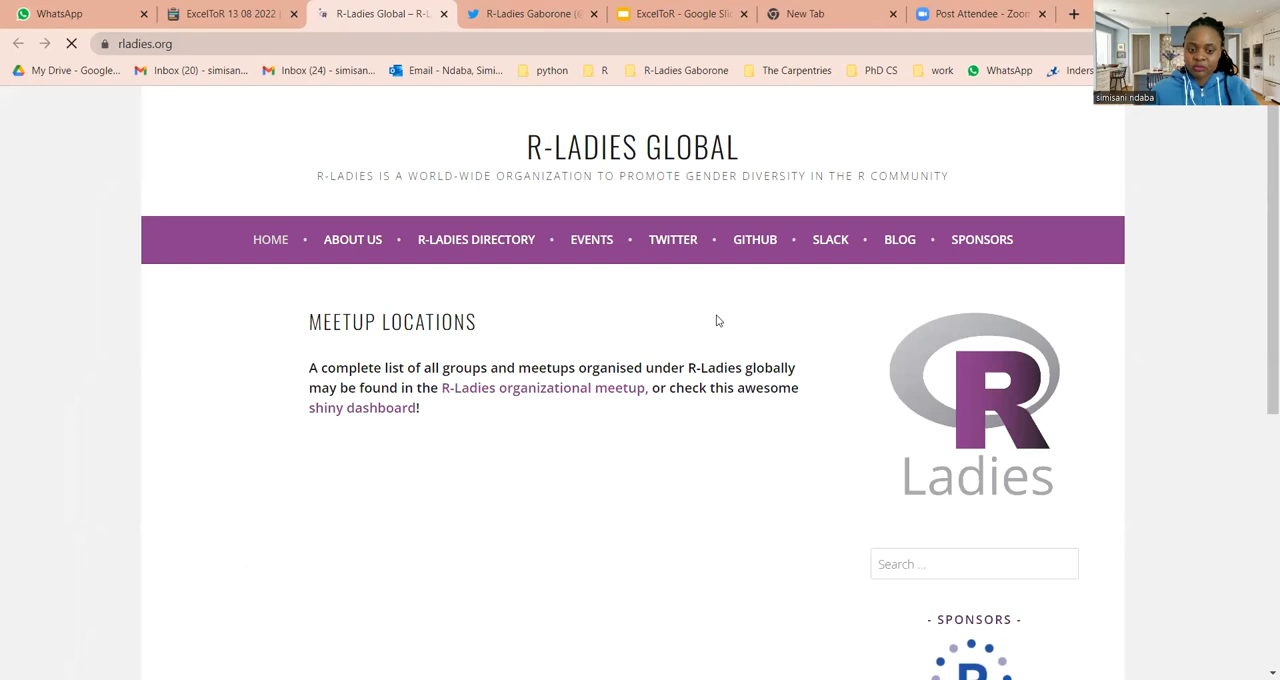 WhatsApp
ExcelToR 13 08 2022 |
R-Ladies Global – R-L
R-Ladies Gaborone (@
ExcelToR - Google Sli
New Tab
Post Attendee - Zoom
rladies.org
My Drive - Google...
Inbox (20) - simisan...
Inbox (24) - simisan...
Email - Ndaba, Simi...
python
R
R-Ladies Gaborone
The Carpentries
PhD CS
work
WhatsApp
Inders
simisani ndaba
R-LADIES GLOBAL
R-LADIES IS A WORLD-WIDE ORGANIZATION TO PROMOTE GENDER DIVERSITY IN THE R COMMUNITY
HOME • ABOUT US • R-LADIES DIRECTORY • EVENTS • TWITTER • GITHUB • SLACK • BLOG • SPONSORS
MEETUP LOCATIONS
A complete list of all groups and meetups organised under R-Ladies globally
may be found in the R-Ladies organizational meetup, or check this awesome
shiny dashboard!
R
Ladies
Search ...
- SPONSORS -
R